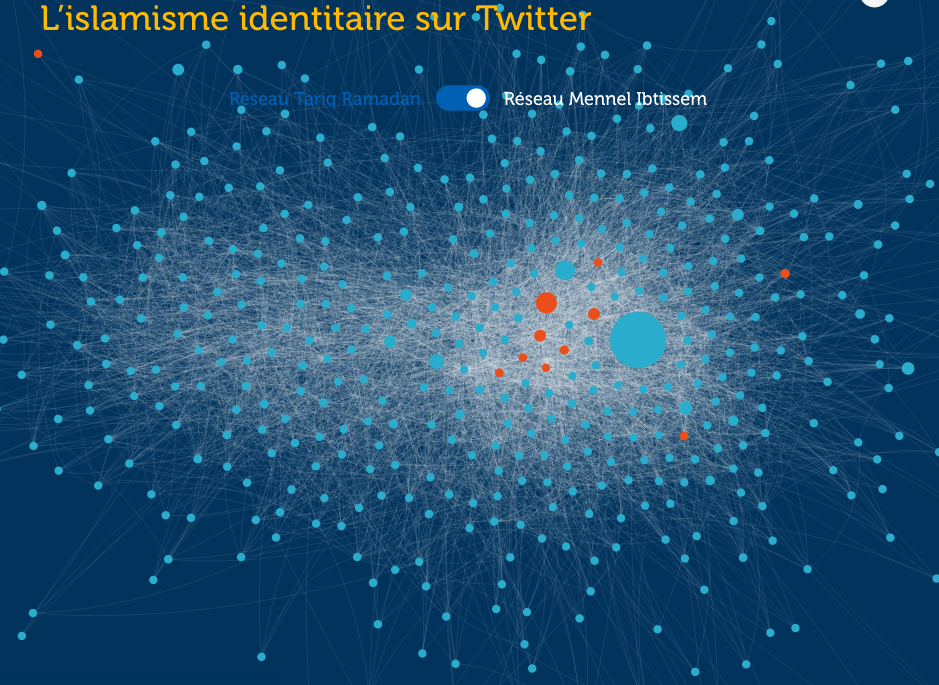 L’islamisme identitaire sur Twitter
Réseau Tariq Ramadan Réseau Mennel Ibtissem